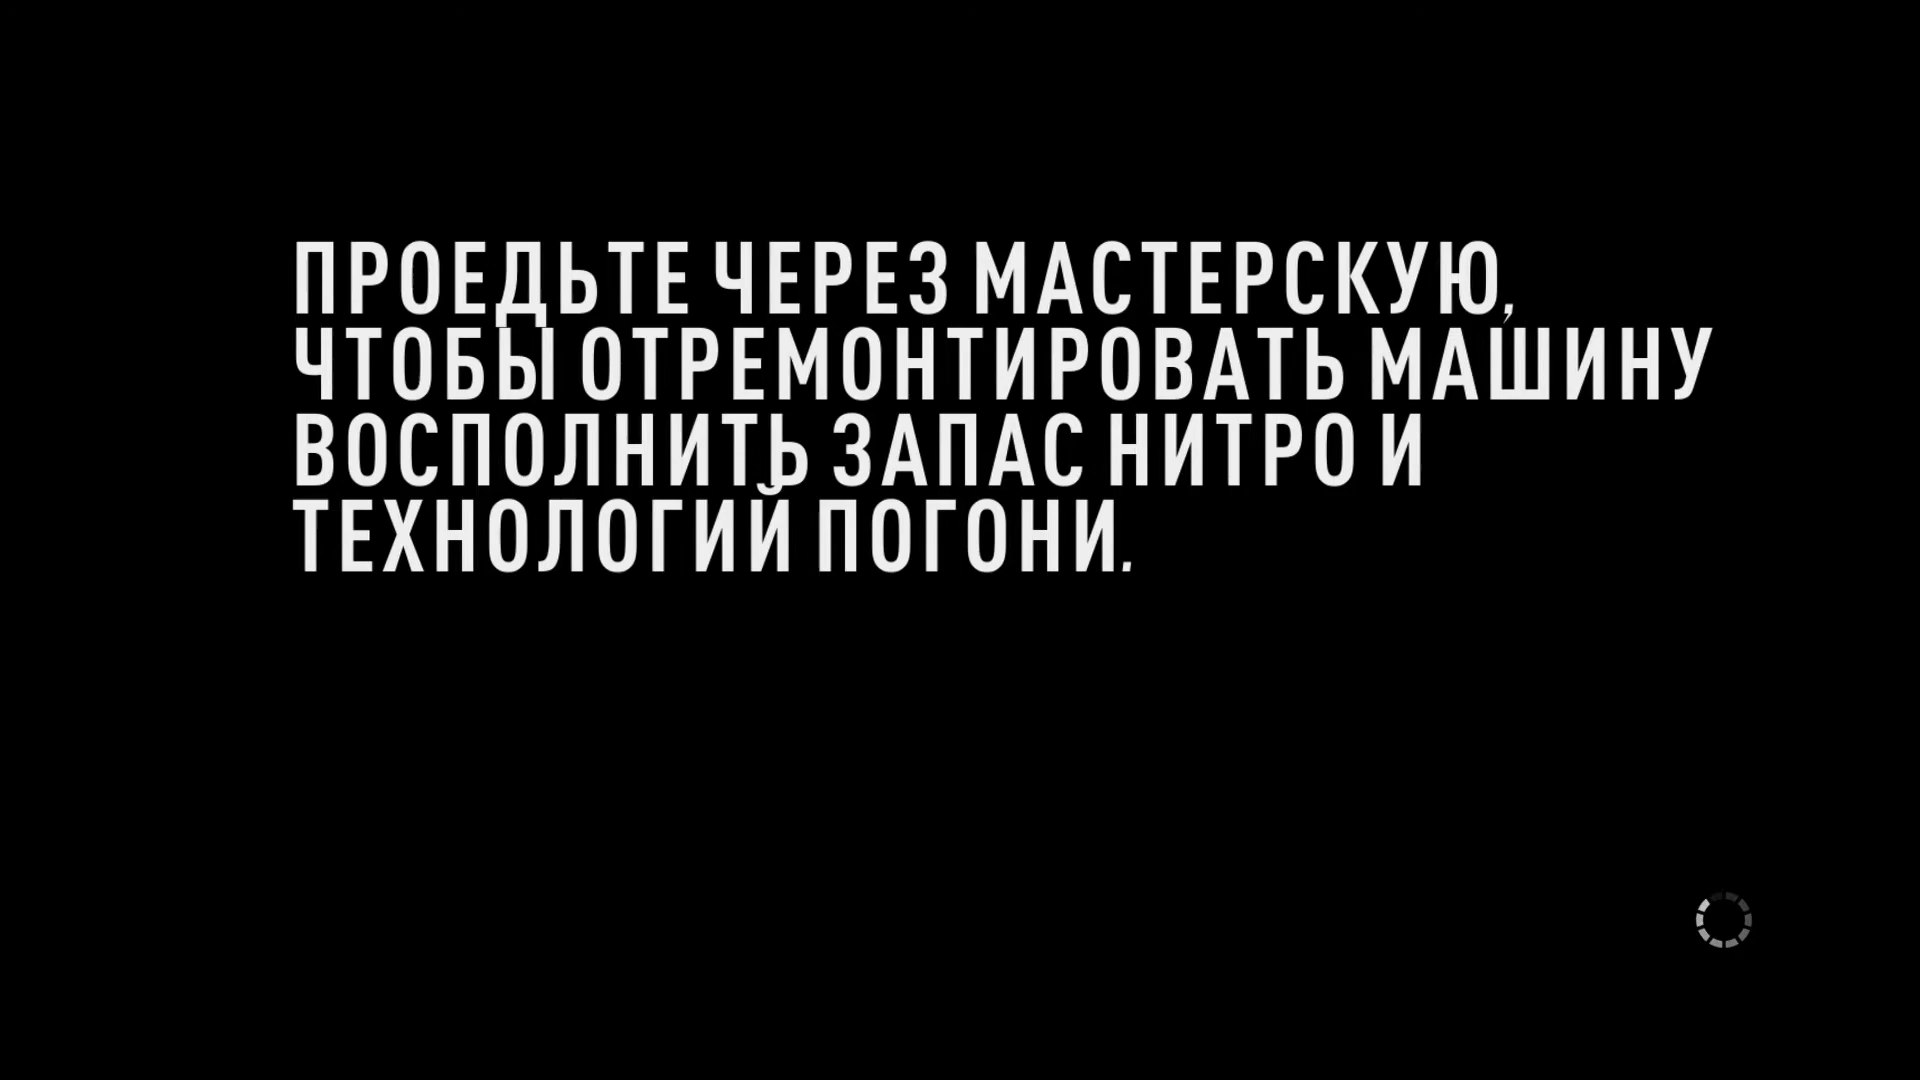 ПРОЕДЬТЕ ЧЕРЕЗ МАСТЕРСКУЮ,
ЧТОБЫ ОТРЕМОНТИРОВАТЬ МАШИНУ
ВОСПОЛНИТЬ ЗАПАС НИТРО И
ТЕХНОЛОГИЙ ПОГОНИ.